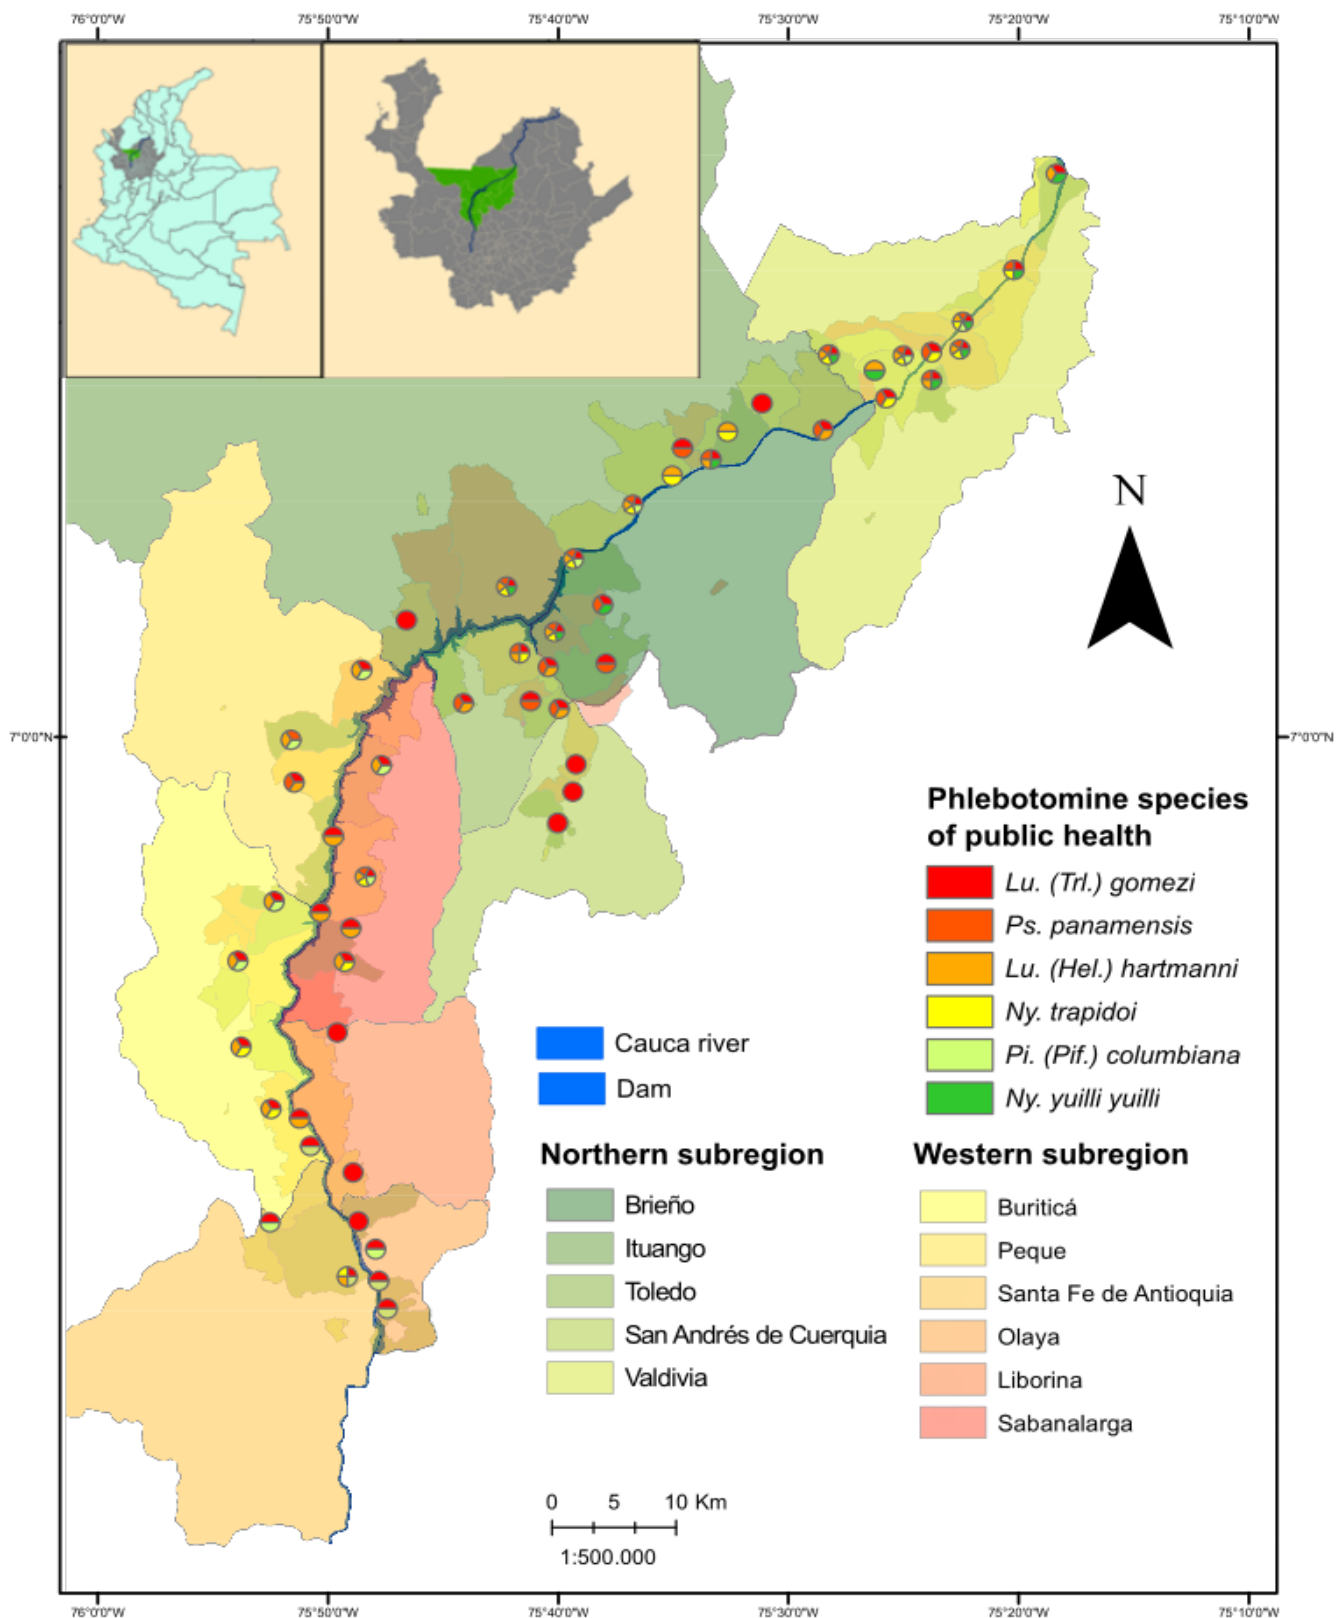 76°0'0"W 75°50'0"W 75°40'0"W 75°30'0"W 75°20'0"W 75°10'0"W
N
7°0'0"N 7°0'0"N
Phlebotomine species
of public health
Lu. (Trl.) gomezi
Ps. panamensis
Lu. (Hel.) hartmanni
Ny. trapidoi
Pi. (Pif.) columbiana
Ny. yuilli yuilli
Cauca river
Dam
Northern subregion
Brieño
Ituango
Toledo
San Andrés de Cuerquia
Valdivia
Western subregion
Buriticá
Peque
Santa Fe de Antioquia
Olaya
Liborina
Sabanalarga
0 5 10 Km
1:500.000
76°0'0"W 75°50'0"W 75°40'0"W 75°30'0"W 75°20'0"W 75°10'0"W